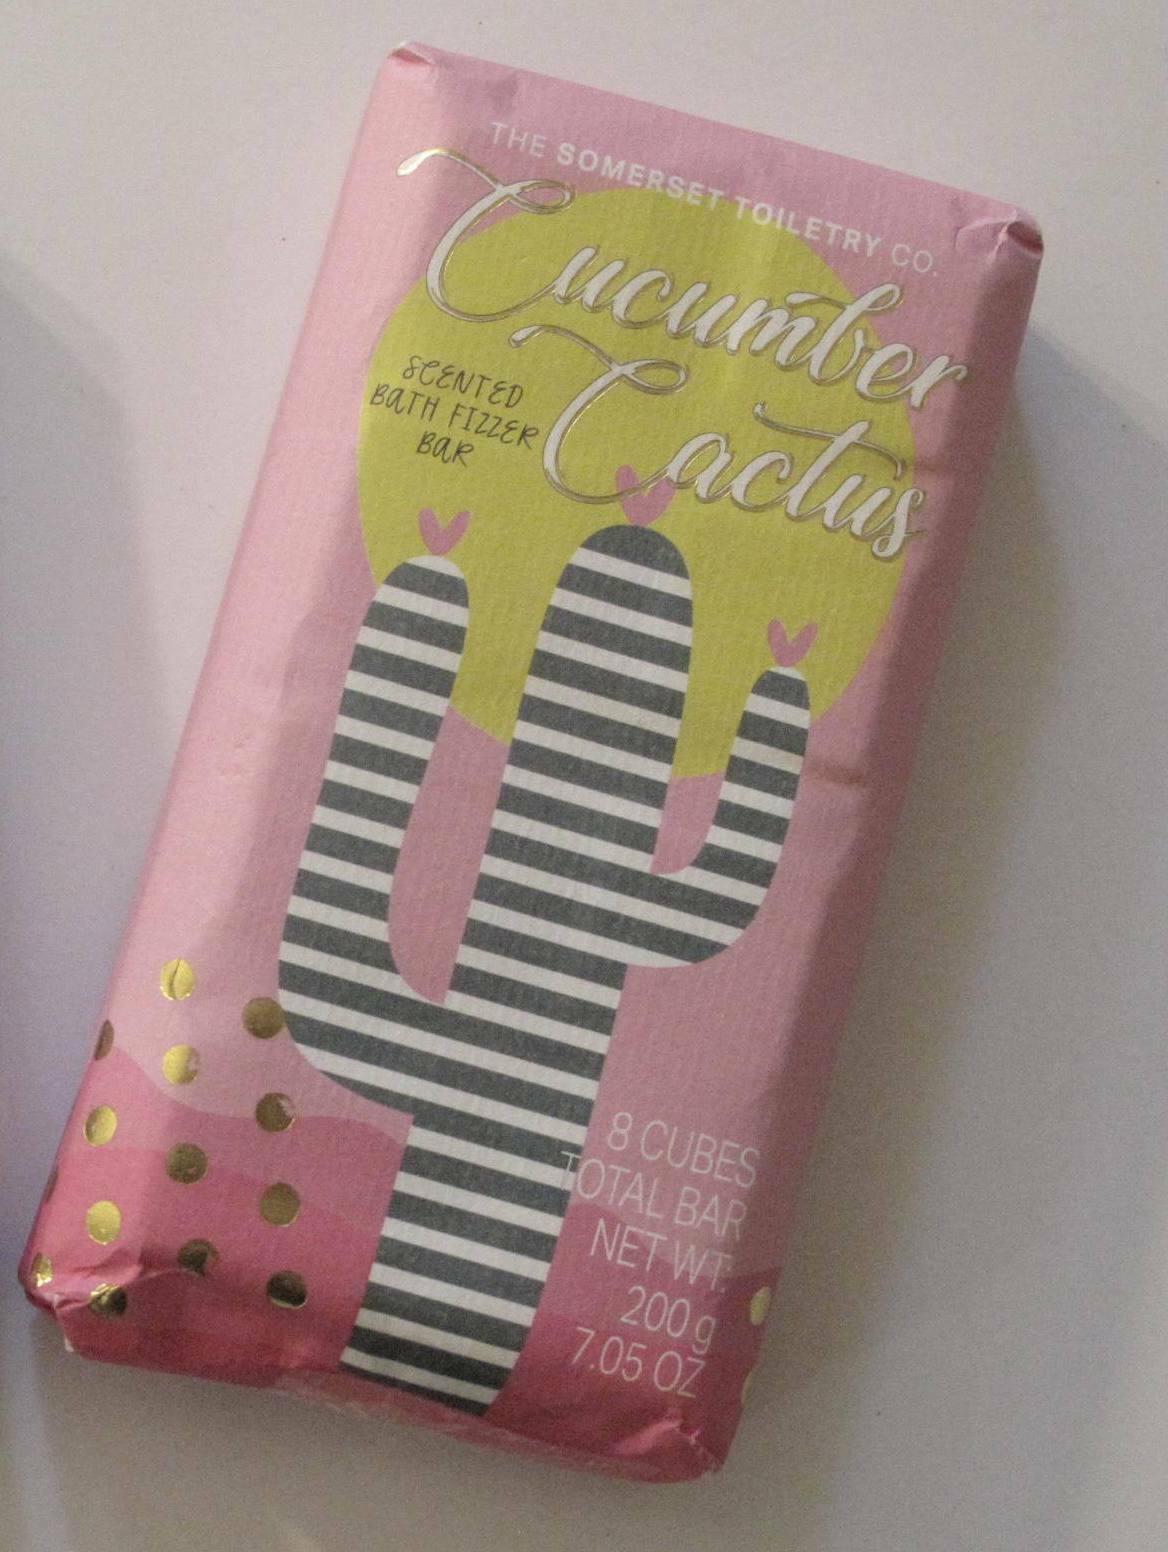 THE SOMERSET TOILETRY CO.
Cucumber
Cactus
SCENTED
BATH FIZZER
BAR
8 CUBES
TOTAL BAR
NET WT.
200 g
7.05 OZ